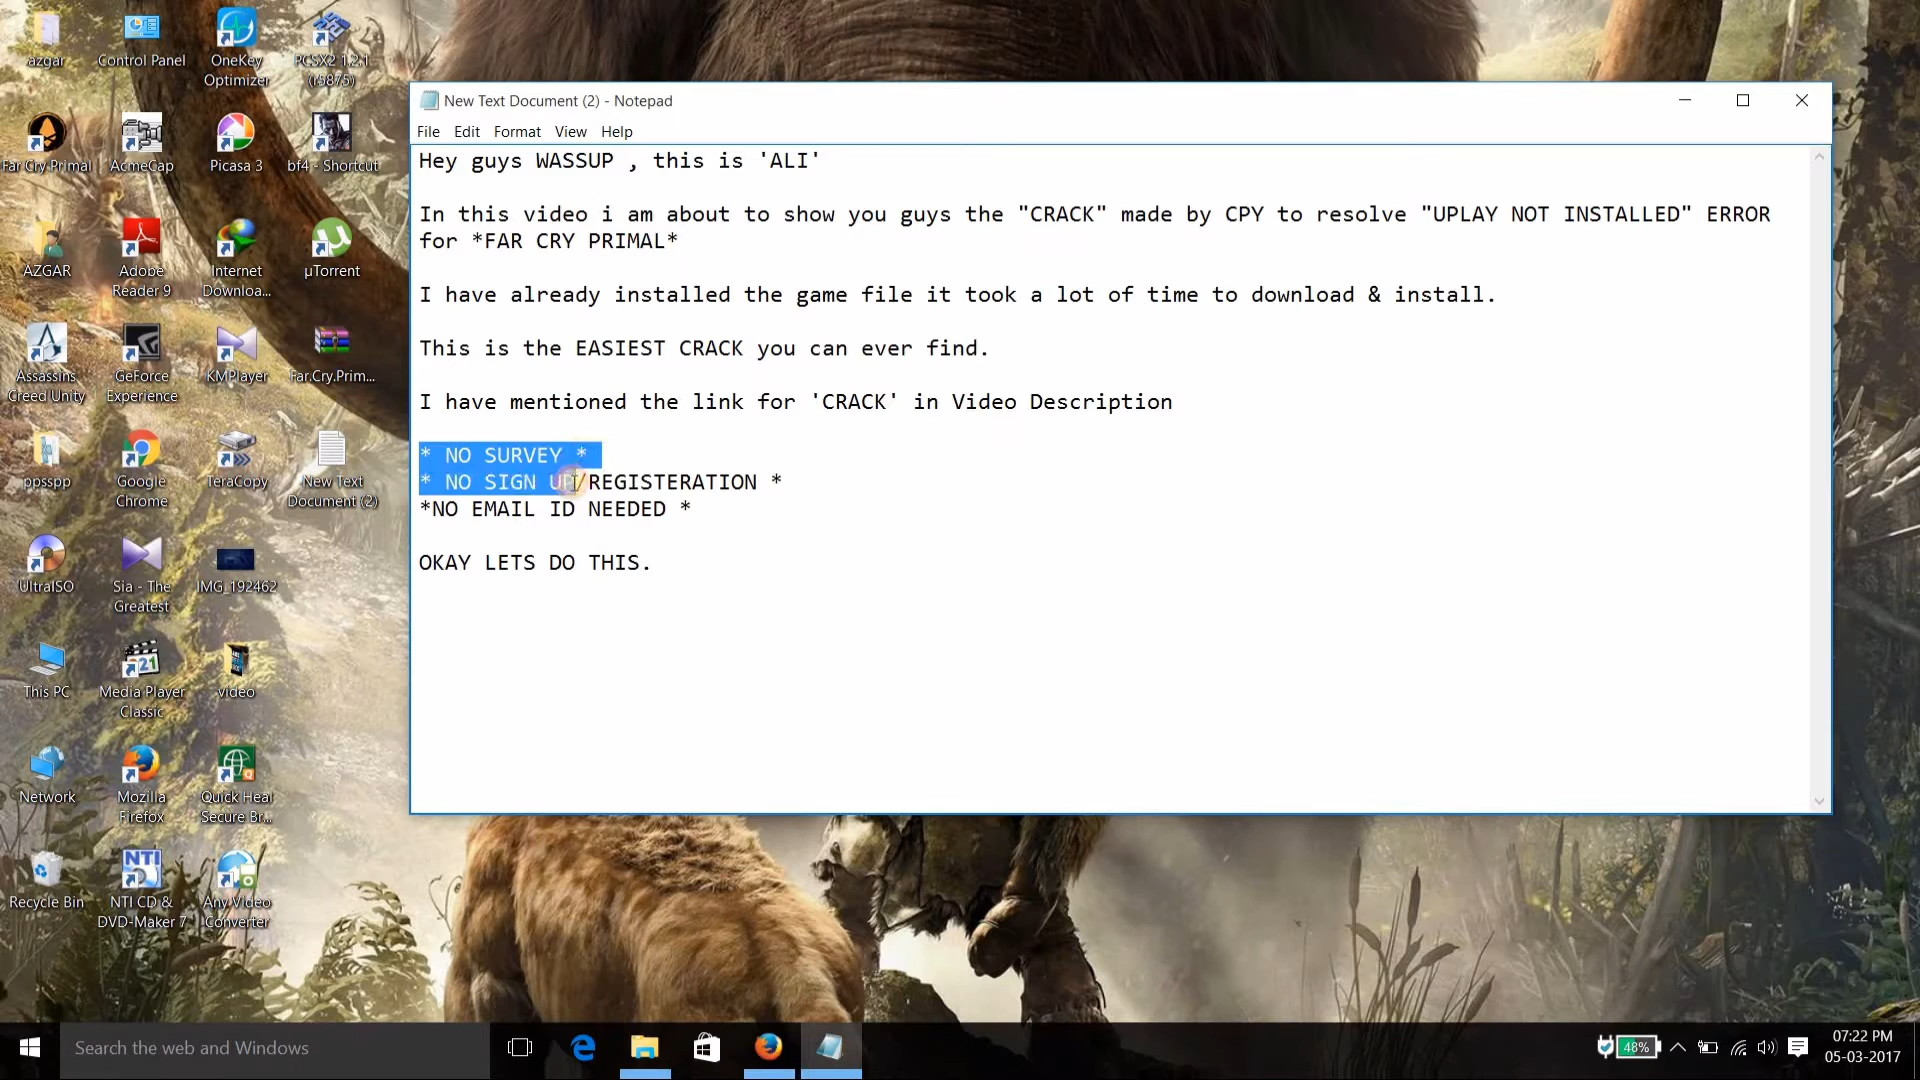 azgar
Control Panel
OneKey
Optimizer
PCSX2 1.2.1
(r5875)
Far Cry Primal
AcmeCap
Picasa 3
bf4 - Shortcut
AZGAR
Adobe
Reader 9
Internet
Downloa...
µTorrent
Assassins
Creed Unity
GeForce
Experience
KMPlayer
Far.Cry.Prim...
ppsspp
Google
Chrome
TeraCopy
New Text
Document (2)
UltraISO
Sia - The
Greatest
IMG_192462
This PC
321
Media Player
Classic
video
Network
Mozilla
Firefox
Quick Heal
Secure Br...
Recycle Bin
NTI
NTI CD &
DVD-Maker 7
Any Video
Converter
New Text Document (2) - Notepad
File Edit Format View Help
Hey guys WASSUP , this is 'ALI'
In this video i am about to show you guys the "CRACK" made by CPY to resolve "UPLAY NOT INSTALLED" ERROR
for *FAR CRY PRIMAL*
I have already installed the game file it took a lot of time to download & install.
This is the EASIEST CRACK you can ever find.
I have mentioned the link for 'CRACK' in Video Description
* NO SURVEY *
* NO SIGN UP/REGISTERATION *
*NO EMAIL ID NEEDED *
OKAY LETS DO THIS.
Search the web and Windows
48%
07:22 PM
05-03-2017